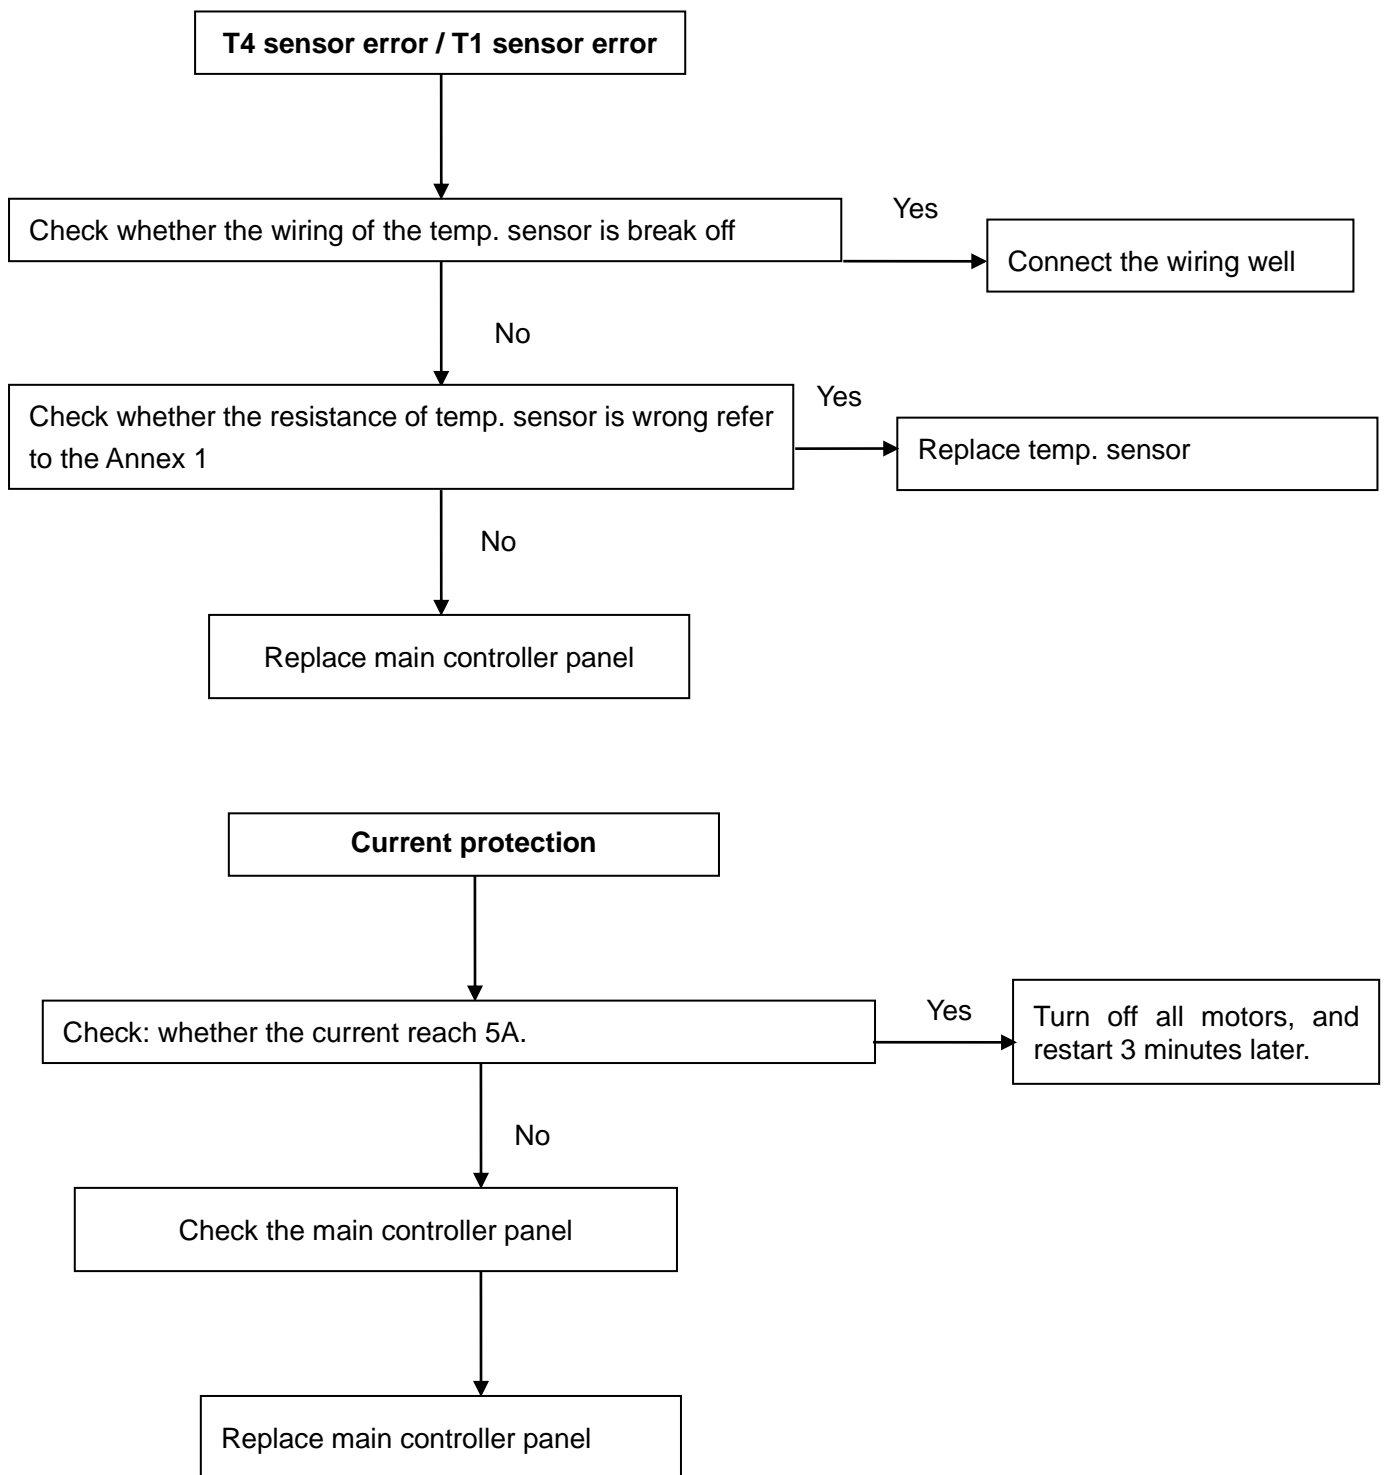 T4 sensor error / T1 sensor error
Yes
Check whether the wiring of the temp. sensor is break off
Connect the wiring well
No
Yes
Check whether the resistance of temp. sensor is wrong refer
to the Annex 1
Replace temp. sensor
No
Replace main controller panel
Current protection
Yes
Check: whether the current reach 5A.
Turn off all motors, and
restart 3 minutes later.
No
Check the main controller panel
Replace main controller panel